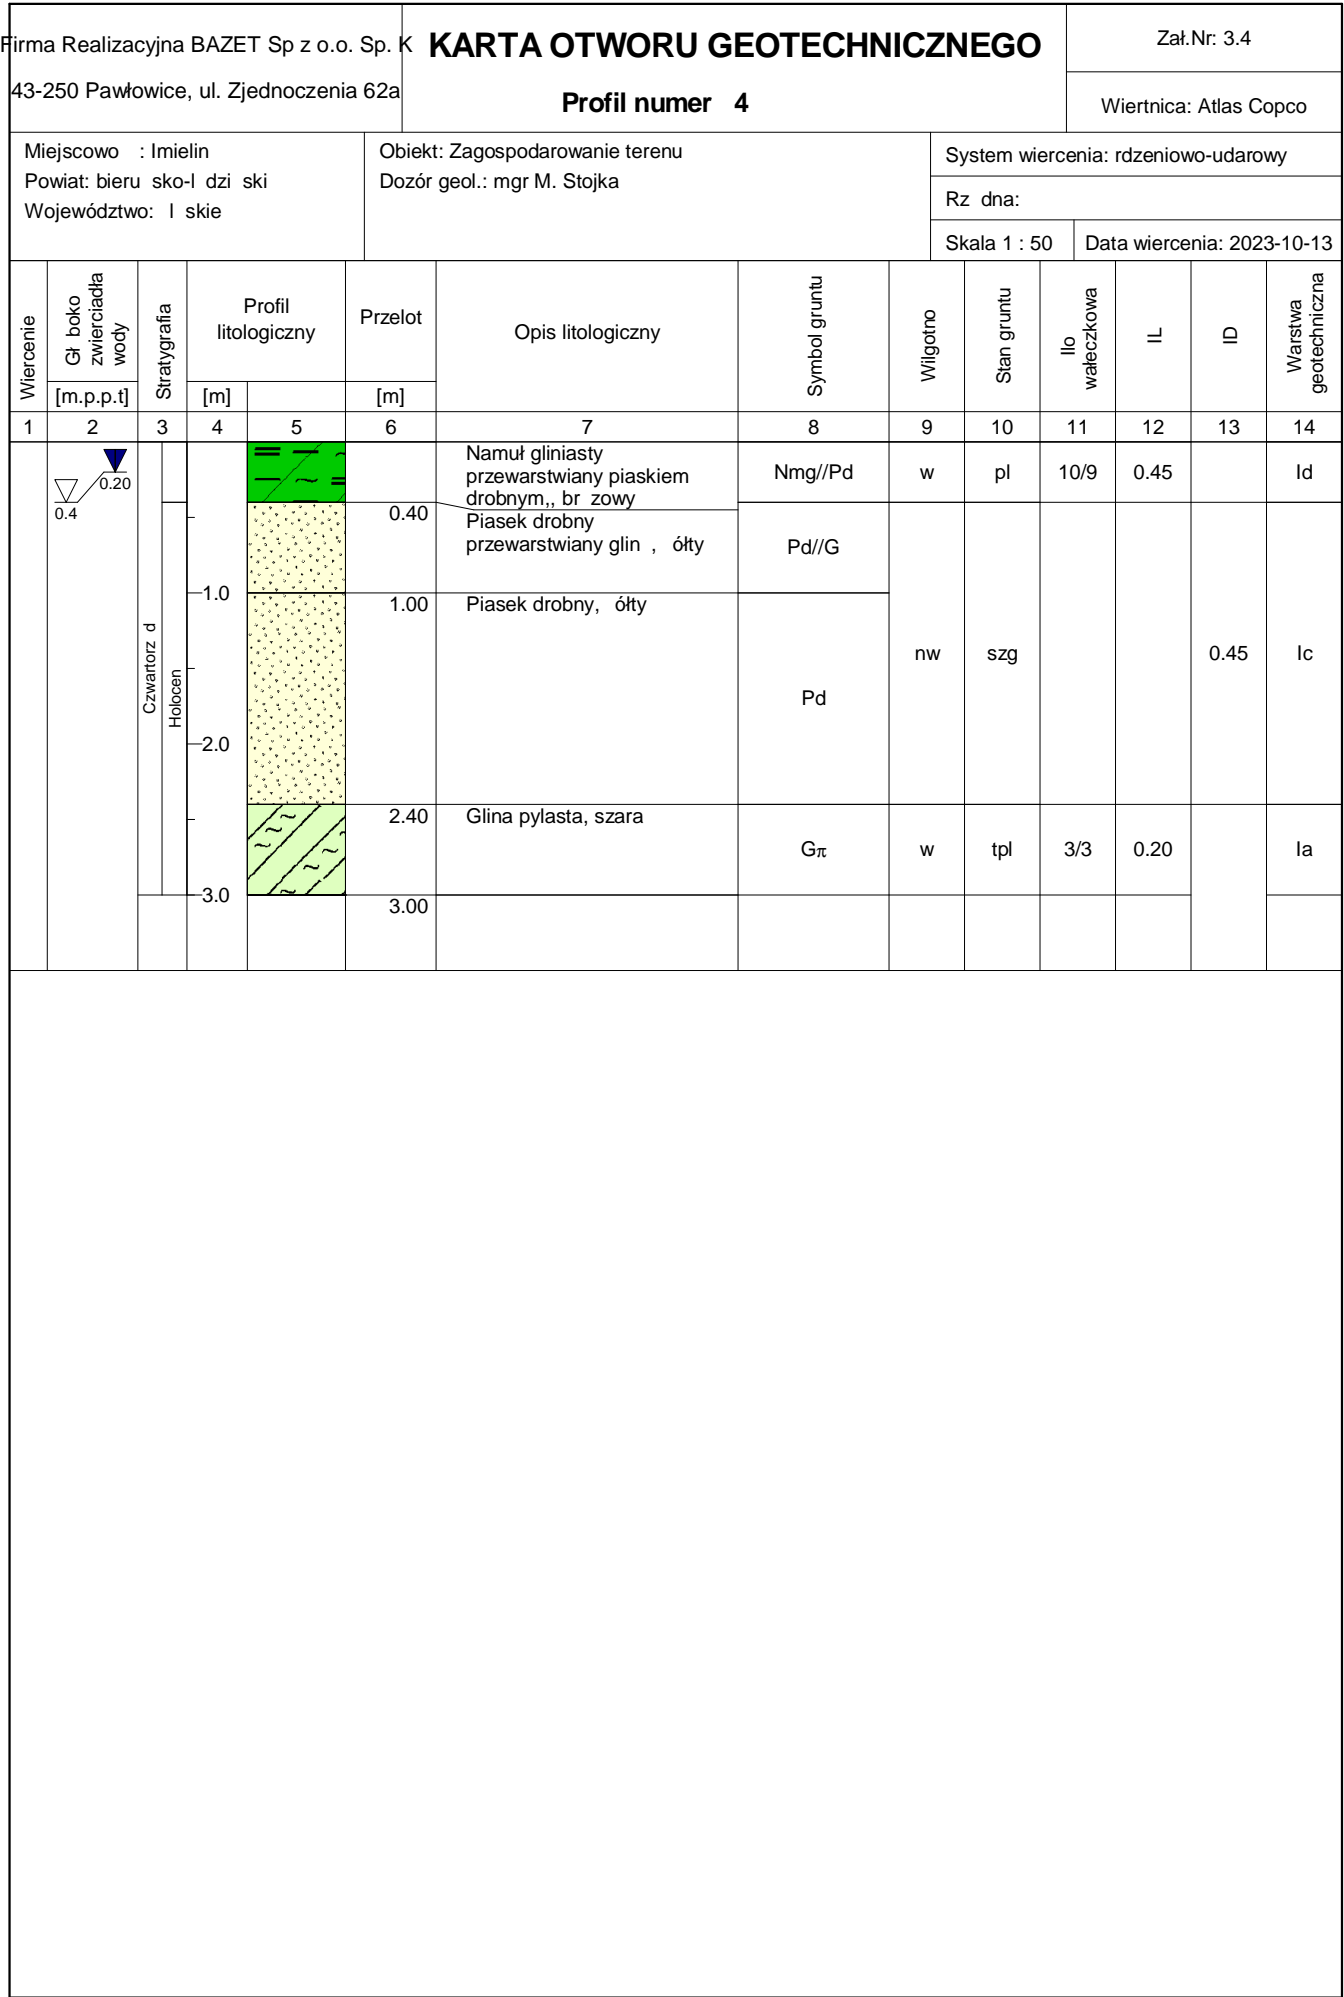 Firma Realizacyjna BAZET Sp z o.o. Sp. K
43-250 Pawłowice, ul. Zjednoczenia 62a
KARTA OTWORU GEOTECHNICZNEGO
Profil numer 4
Zał.Nr: 3.4
Wiertnica: Atlas Copco
Miejscowo : Imielin
Powiat: bieru sko-l dzi ski
Województwo: l skie
Obiekt: Zagospodarowanie terenu
Dozór geol.: mgr M. Stojka
System wiercenia: rdzeniowo-udarowy
Rz dna:
Skala 1 : 50
Data wiercenia: 2023-10-13
Wiercenie
Gł boko
zwierciadła
wody
[m.p.p.t]
Stratygrafia
Profil
litologiczny
[m]
Przelot
[m]
Opis litologiczny
Symbol gruntu
Wilgotno
Stan gruntu
Ilo
wałeczkowa
IL
ID
Warstwa
geotechniczna
1 2 3 4 5 6 7 8 9 10 11 12 13 14
0.20
0.4
Czwartorz d
Holocen
1.0
2.0
3.0
Namuł gliniasty
przewarstwiany piaskiem
drobnym,, br zowy
Nmg//Pd w pl 10/9 0.45 Id
0.40
Piasek drobny
przewarstwiany glin , ółty
Pd//G
1.00 Piasek drobny, ółty
Pd
nw szg 0.45 Ic
2.40 Glina pylasta, szara
Gπ w tpl 3/3 0.20 Ia
3.00